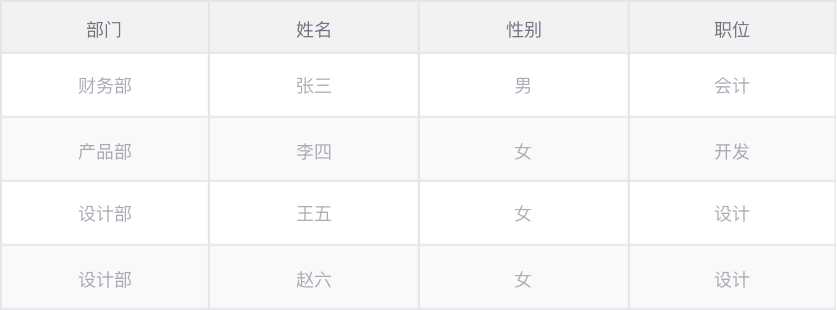 部门 姓名 性别 职位
财务部 张三 男 会计
产品部 李四 女 开发
设计部 王五 女 设计
设计部 赵六 女 设计